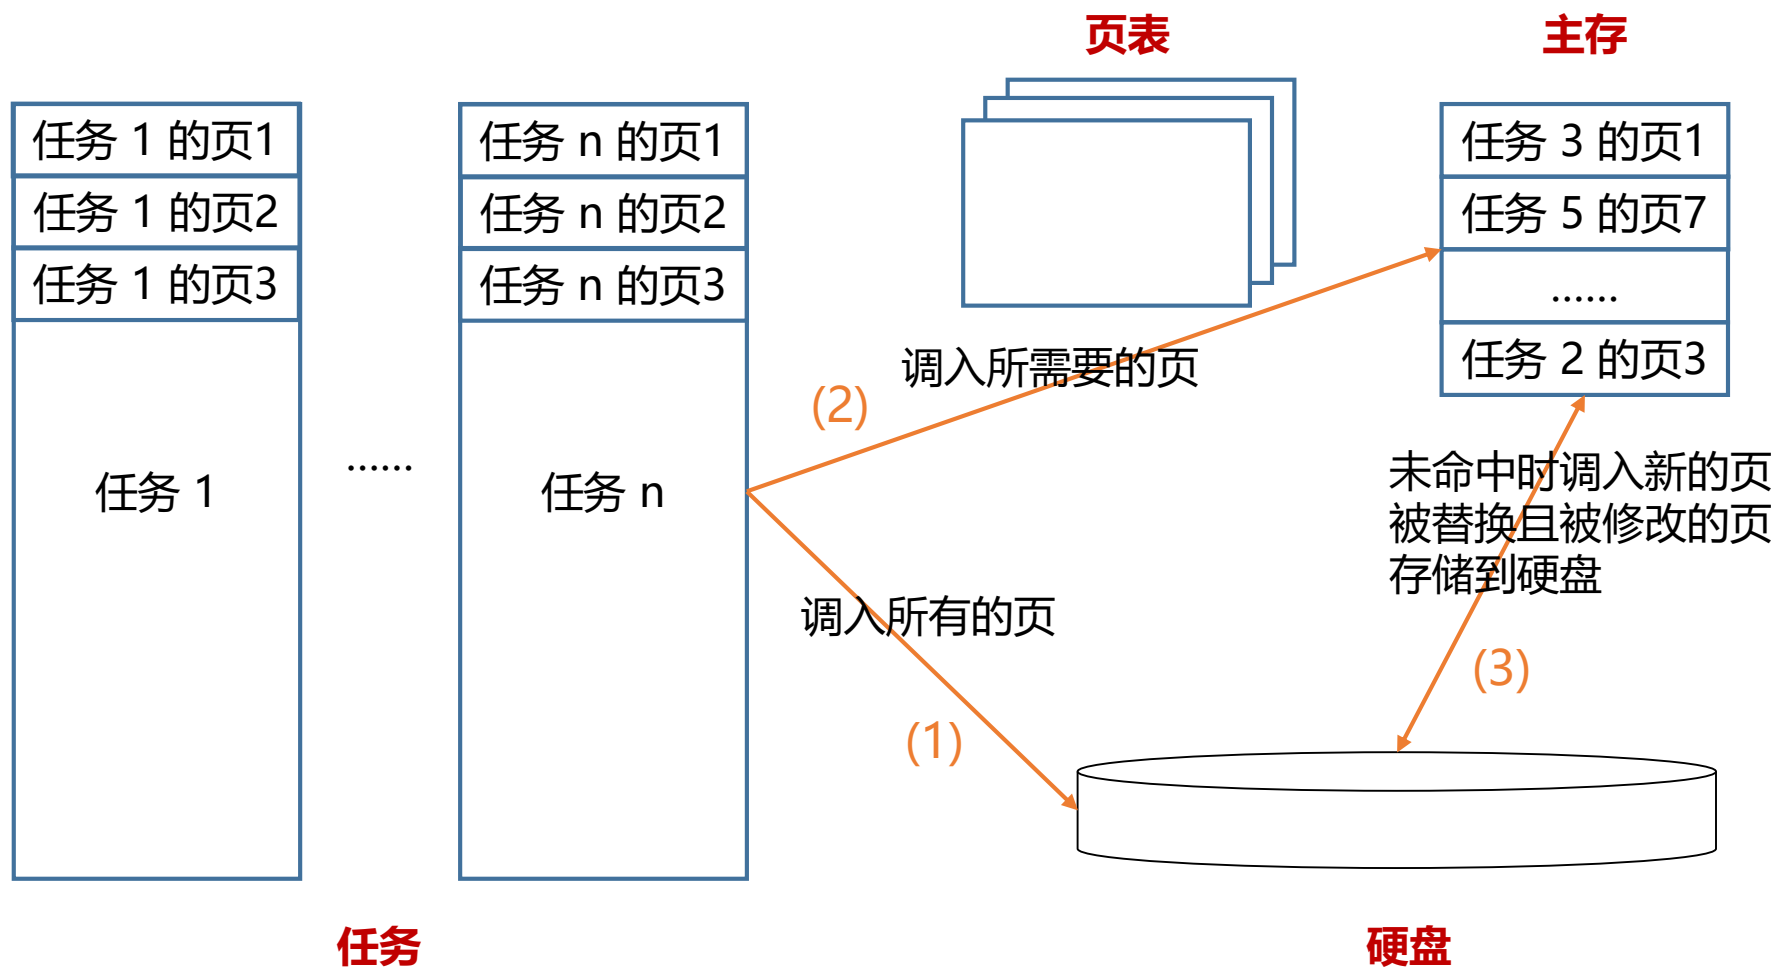 页表
主存
任务 1 的页1
任务 1 的页2
任务 1 的页3
任务 1
......
任务 n 的页1
任务 n 的页2
任务 n 的页3
任务 n
任务 3 的页1
任务 5 的页7
......
任务 2 的页3
调入所需要的页
(2)
未命中时调入新的页
被替换且被修改的页
存储到硬盘
调入所有的页
(3)
(1)
任务
硬盘